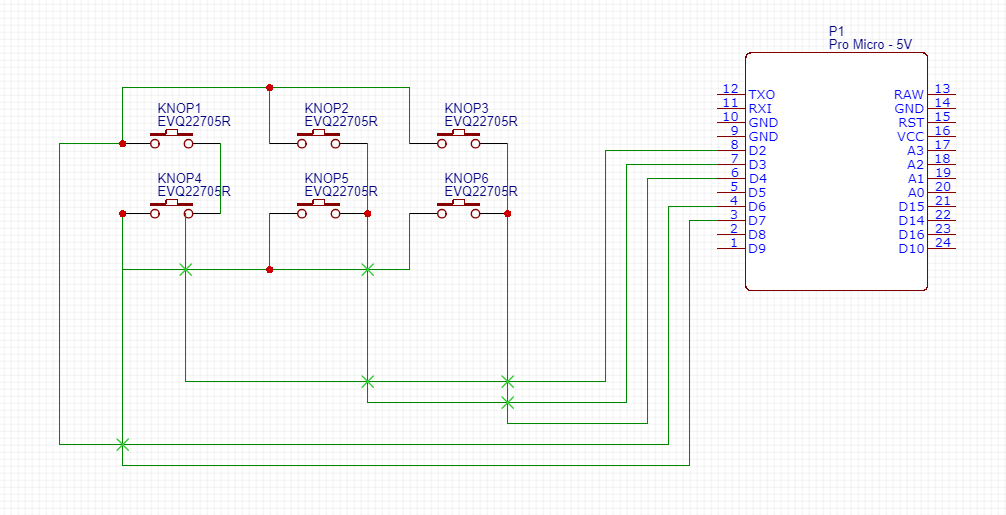 P1
Pro Micro - 5V
KNOP1
EVQ22705R
KNOP2
EVQ22705R
KNOP3
EVQ22705R
KNOP4
EVQ22705R
KNOP5
EVQ22705R
KNOP6
EVQ22705R
12 TXO RAW 13
11 RXI GND 14
10 GND RST 15
9 GND VCC 16
8 D2 A3 17
7 D3 A2 18
6 D4 A1 19
5 D5 A0 20
4 D6 D15 21
3 D7 D14 22
2 D8 D16 23
1 D9 D10 24